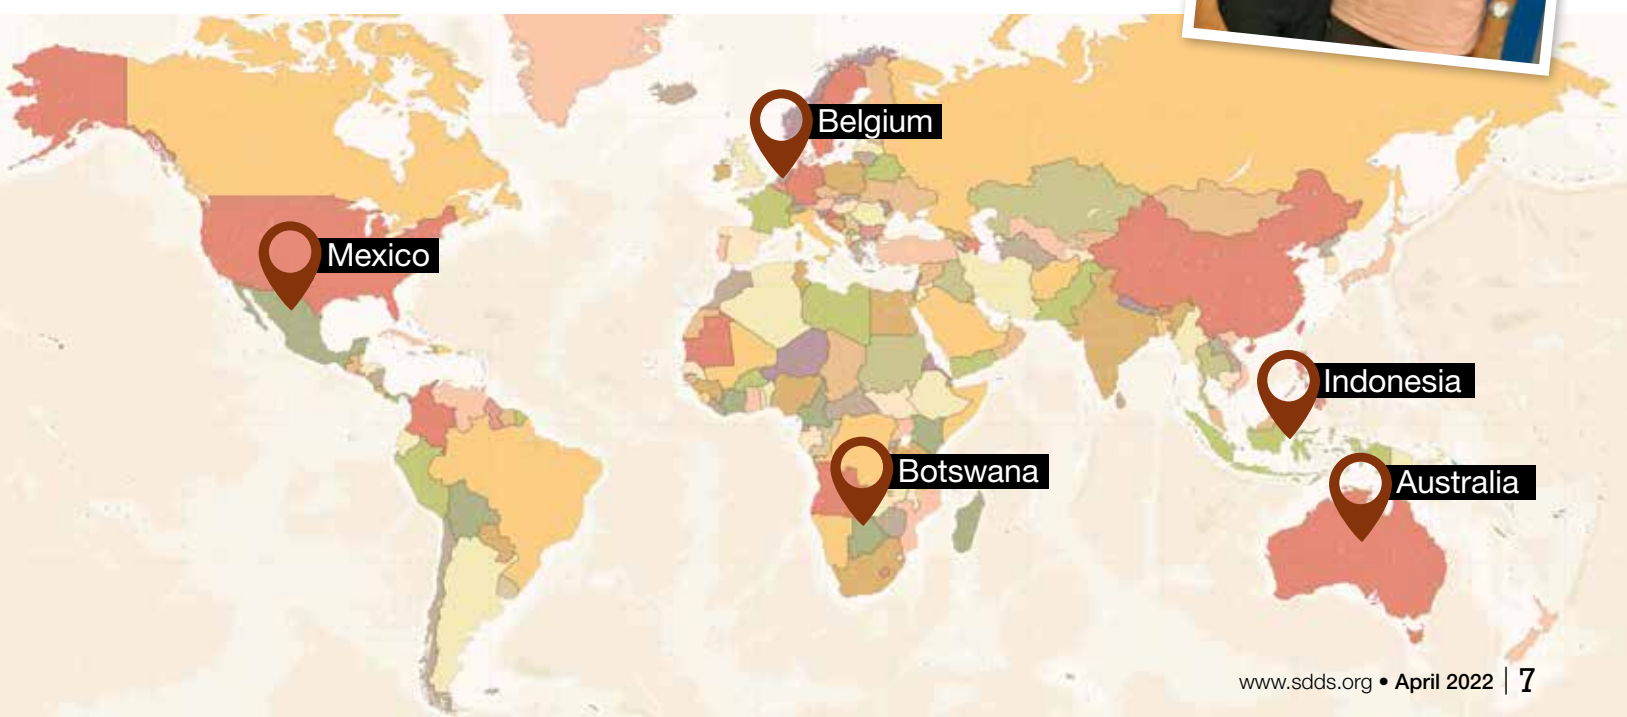 Belgium
Mexico
Indonesia
Botswana
Australia
www.sdds.org • April 2022 | 7